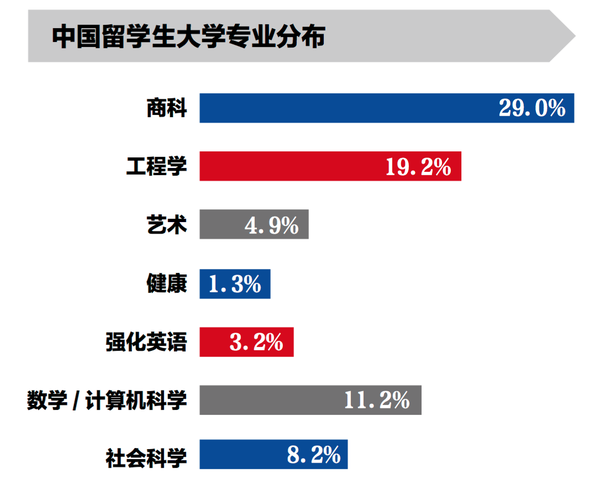 中国留学生大学专业分布
商科 29.0%
工程学 19.2%
艺术 4.9%
健康 1.3%
强化英语 3.2%
数学 / 计算机科学 11.2%
社会科学 8.2%